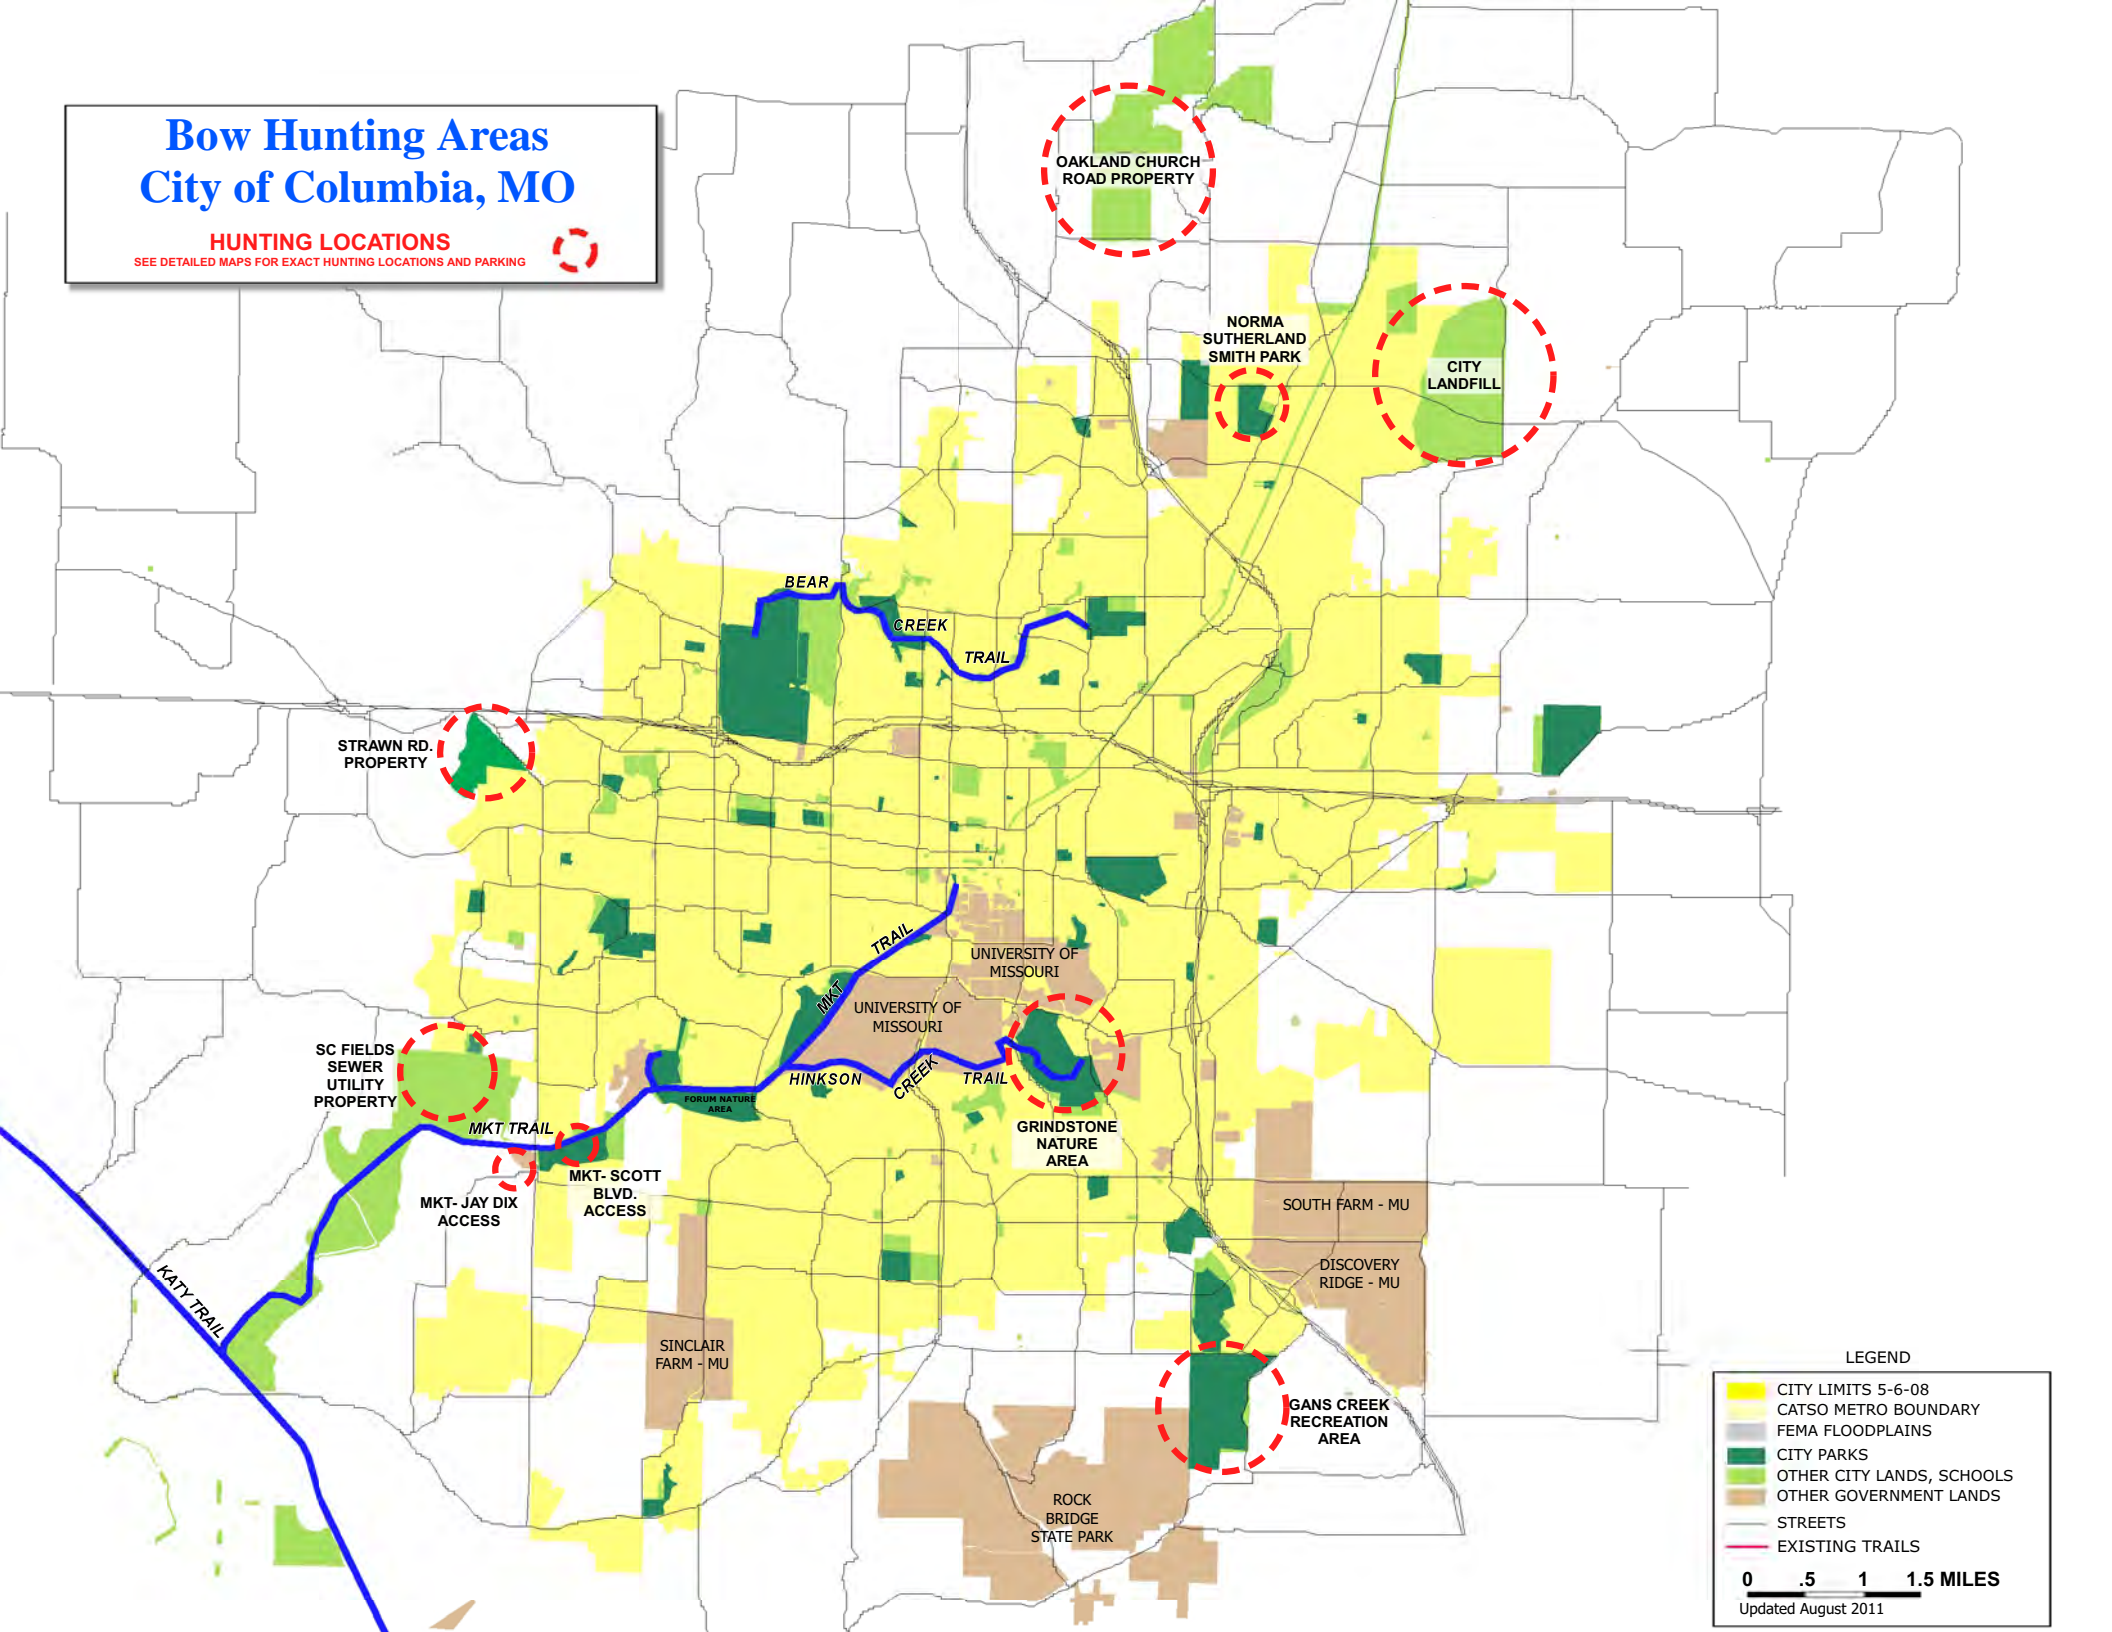 Bow Hunting Areas
City of Columbia, MO
HUNTING LOCATIONS
SEE DETAILED MAPS FOR EXACT HUNTING LOCATIONS AND PARKING
OAKLAND CHURCH
ROAD PROPERTY
NORMA
SUTHERLAND
SMITH PARK
CITY
LANDFILL
BEAR
CREEK
TRAIL
STRAWN RD.
PROPERTY
TRAIL
MKT
UNIVERSITY OF
MISSOURI
UNIVERSITY OF
MISSOURI
SC FIELDS
SEWER
UTILITY
PROPERTY
HINKSON
CREEK
TRAIL
FORUM NATURE
AREA
MKT TRAIL
GRINDSTONE
NATURE
AREA
MKT- JAY DIX
ACCESS
MKT- SCOTT
BLVD.
ACCESS
SOUTH FARM - MU
DISCOVERY
RIDGE - MU
KATY TRAIL
SINCLAIR
FARM - MU
GANS CREEK
RECREATION
AREA
ROCK
BRIDGE
STATE PARK
LEGEND
CITY LIMITS 5-6-08
CATSO METRO BOUNDARY
FEMA FLOODPLAINS
CITY PARKS
OTHER CITY LANDS, SCHOOLS
OTHER GOVERNMENT LANDS
STREETS
EXISTING TRAILS
0 .5 1 1.5 MILES
Updated August 2011